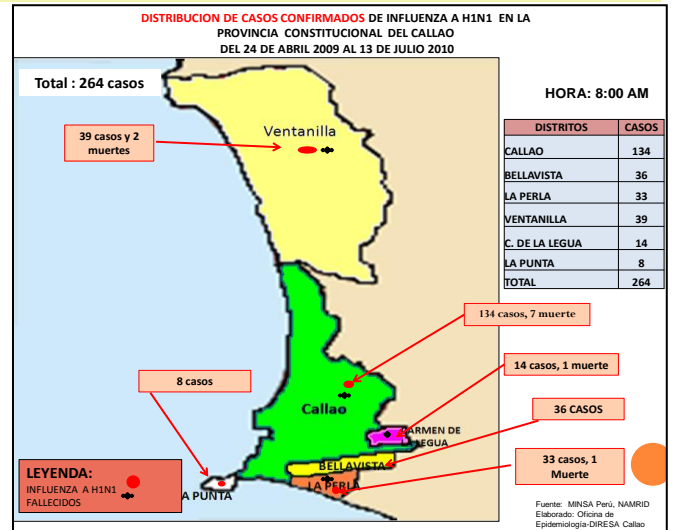 DISTRIBUCION DE CASOS CONFIRMADOS DE INFLUENZA A H1N1 EN LA
PROVINCIA CONSTITUCIONAL DEL CALLAO
DEL 24 DE ABRIL 2009 AL 13 DE JULIO 2010
Total : 264 casos
HORA: 8:00 AM
39 casos y 2
muertes
Ventanilla
DISTRITOS CASOS
CALLAO 134
BELLAVISTA 36
LA PERLA 33
VENTANILLA 39
C. DE LA LEGUA 14
LA PUNTA 8
TOTAL 264
134 casos, 7 muerte
14 casos, 1 muerte
8 casos
Callao
36 CASOS
ARMEN DE
LEGUA
BELLAVISTA
33 casos, 1
Muerte
LA PERLA
A PUNTA
LEYENDA:
INFLUENZA A H1N1
FALLECIDOS
Fuente: MINSA Perú, NAMRID
Elaborado: Oficina de
Epidemiología-DIRESA Callao